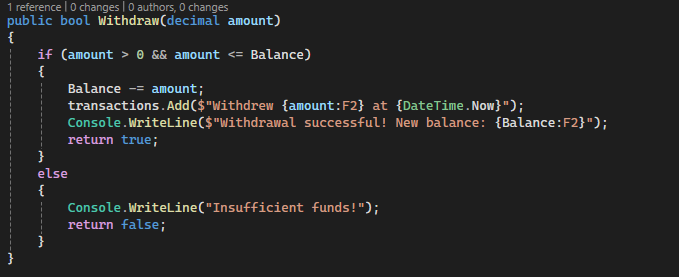 1 reference | 0 changes | 0 authors, 0 changes
public bool Withdraw(decimal amount)
{
    if (amount > 0 && amount <= Balance)
    {
        Balance -= amount;
        transactions.Add($"Withdrew {amount:F2} at {DateTime.Now}");
        Console.WriteLine($"Withdrawal successful! New balance: {Balance:F2}");
        return true;
    }
    else
    {
        Console.WriteLine("Insufficient funds!");
        return false;
    }
}